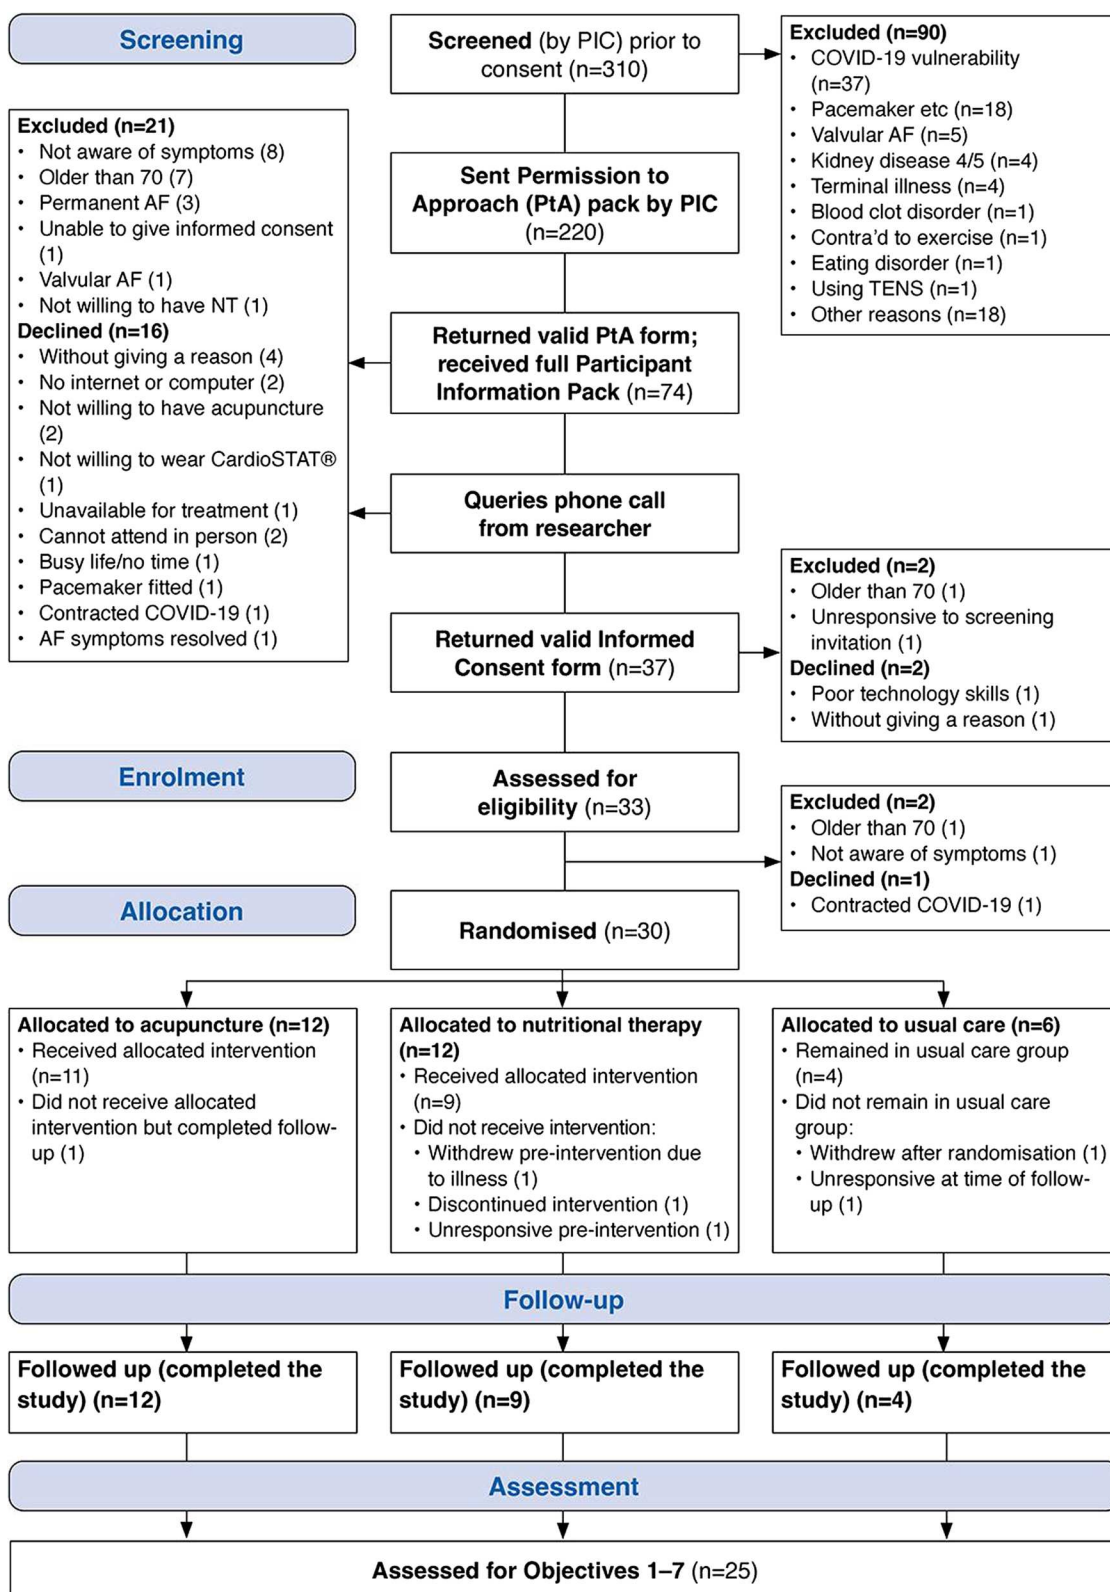 Screening
Screened (by PIC) prior to
consent (n=310)
Excluded (n=90)
• COVID-19 vulnerability
(n=37)
• Pacemaker etc (n=18)
• Valvular AF (n=5)
• Kidney disease 4/5 (n=4)
• Terminal illness (n=4)
• Blood clot disorder (n=1)
• Contra'd to exercise (n=1)
• Eating disorder (n=1)
• Using TENS (n=1)
• Other reasons (n=18)
Sent Permission to
Approach (PtA) pack by PIC
(n=220)
Excluded (n=21)
• Not aware of symptoms (8)
• Older than 70 (7)
• Permanent AF (3)
• Unable to give informed consent
(1)
• Valvular AF (1)
• Not willing to have NT (1)
Declined (n=16)
• Without giving a reason (4)
• No internet or computer (2)
• Not willing to have acupuncture
(2)
• Not willing to wear CardioSTAT®
(1)
• Unavailable for treatment (1)
• Cannot attend in person (2)
• Busy life/no time (1)
• Pacemaker fitted (1)
• Contracted COVID-19 (1)
• AF symptoms resolved (1)
Returned valid PtA form;
received full Participant
Information Pack (n=74)
Queries phone call
from researcher
Returned valid Informed
Consent form (n=37)
Excluded (n=2)
• Older than 70 (1)
• Unresponsive to screening
invitation (1)
Declined (n=2)
• Poor technology skills (1)
• Without giving a reason (1)
Enrolment
Assessed for
eligibility (n=33)
Excluded (n=2)
• Older than 70 (1)
• Not aware of symptoms (1)
Declined (n=1)
• Contracted COVID-19 (1)
Allocation
Randomised (n=30)
Allocated to acupuncture (n=12)
• Received allocated intervention
(n=11)
• Did not receive allocated
intervention but completed follow-
up (1)
Allocated to nutritional therapy
(n=12)
• Received allocated intervention
(n=9)
• Did not receive intervention:
• Withdrew pre-intervention due
to illness (1)
• Discontinued intervention (1)
• Unresponsive pre-intervention (1)
Allocated to usual care (n=6)
• Remained in usual care group
(n=4)
• Did not remain in usual care
group:
• Withdrew after randomisation (1)
• Unresponsive at time of follow-
up (1)
Follow-up
Followed up (completed the
study) (n=12)
Followed up (completed the
study) (n=9)
Followed up (completed the
study) (n=4)
Assessment
Assessed for Objectives 1–7 (n=25)